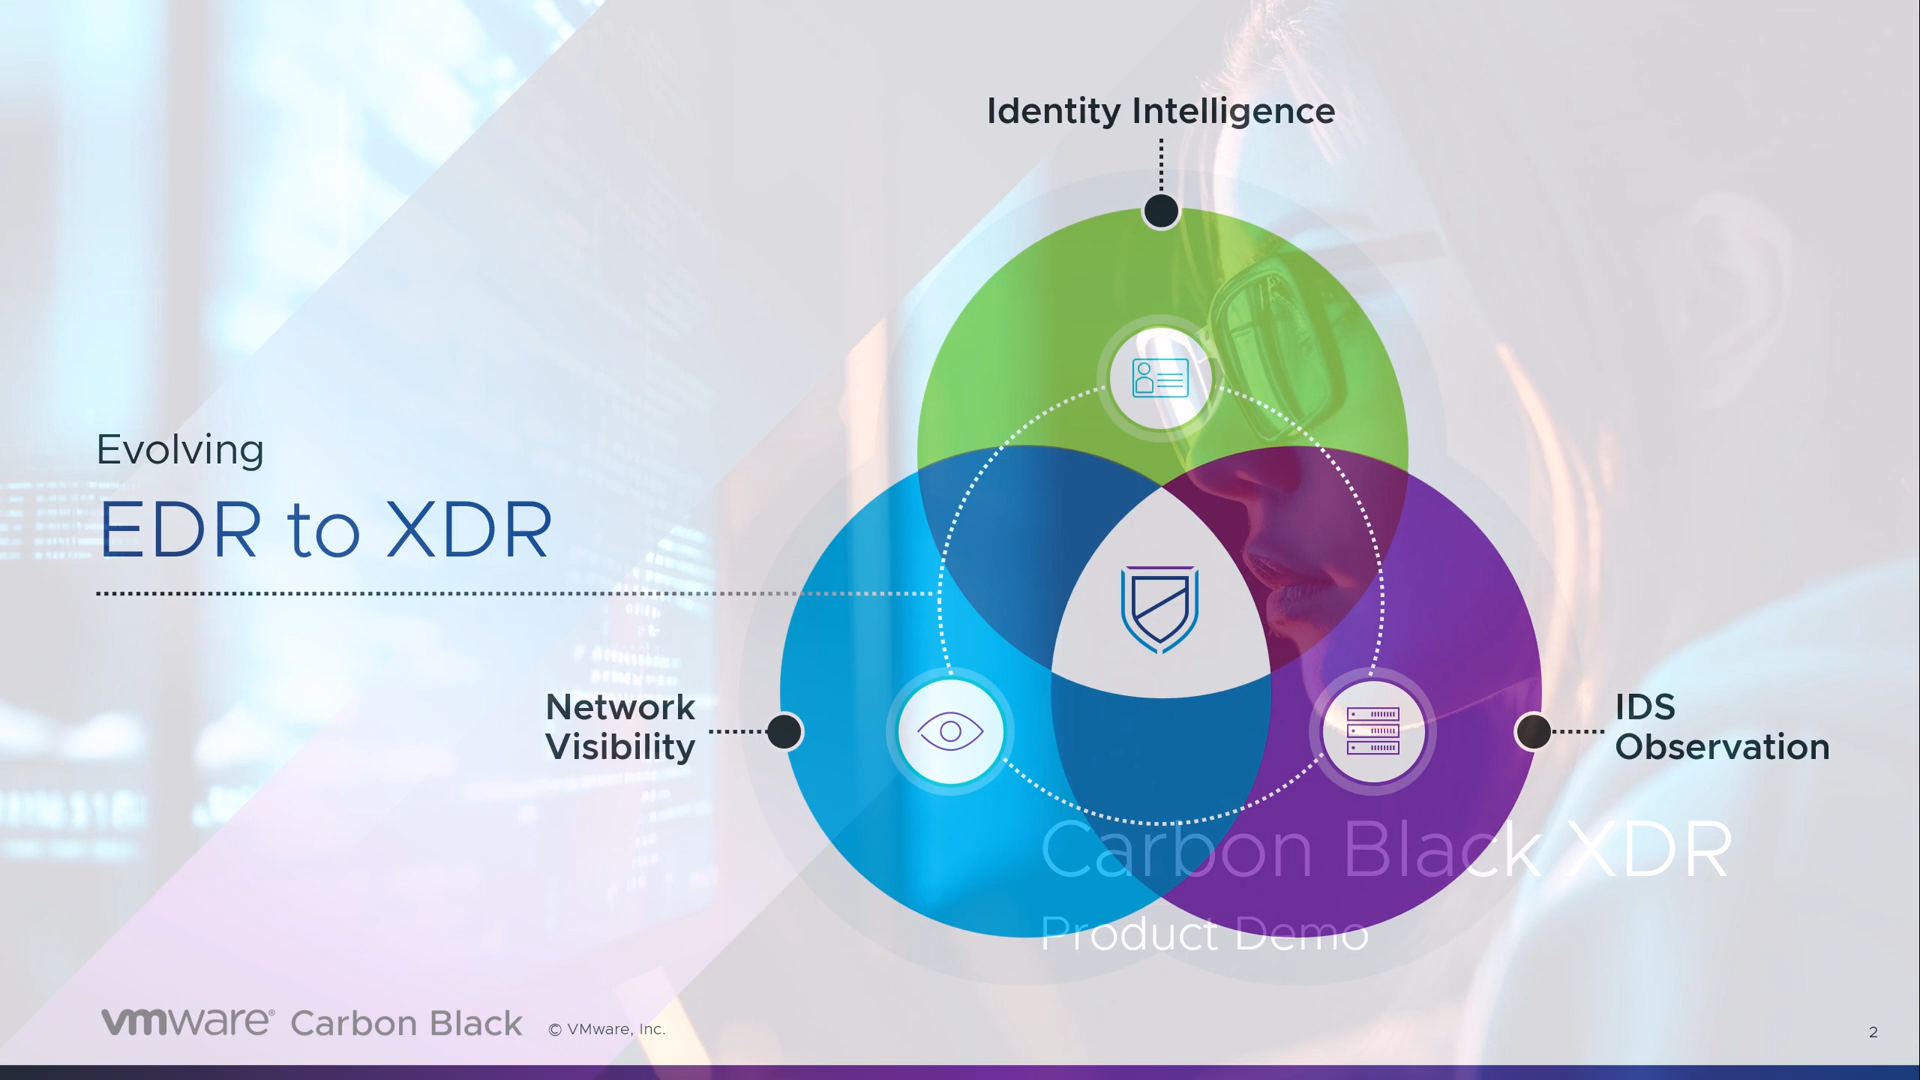 Identity Intelligence
Evolving
EDR to XDR
Network
Visibility
IDS
Observation
Carbon Black XDR
Product Demo
vmware® Carbon Black © VMware, Inc.
2